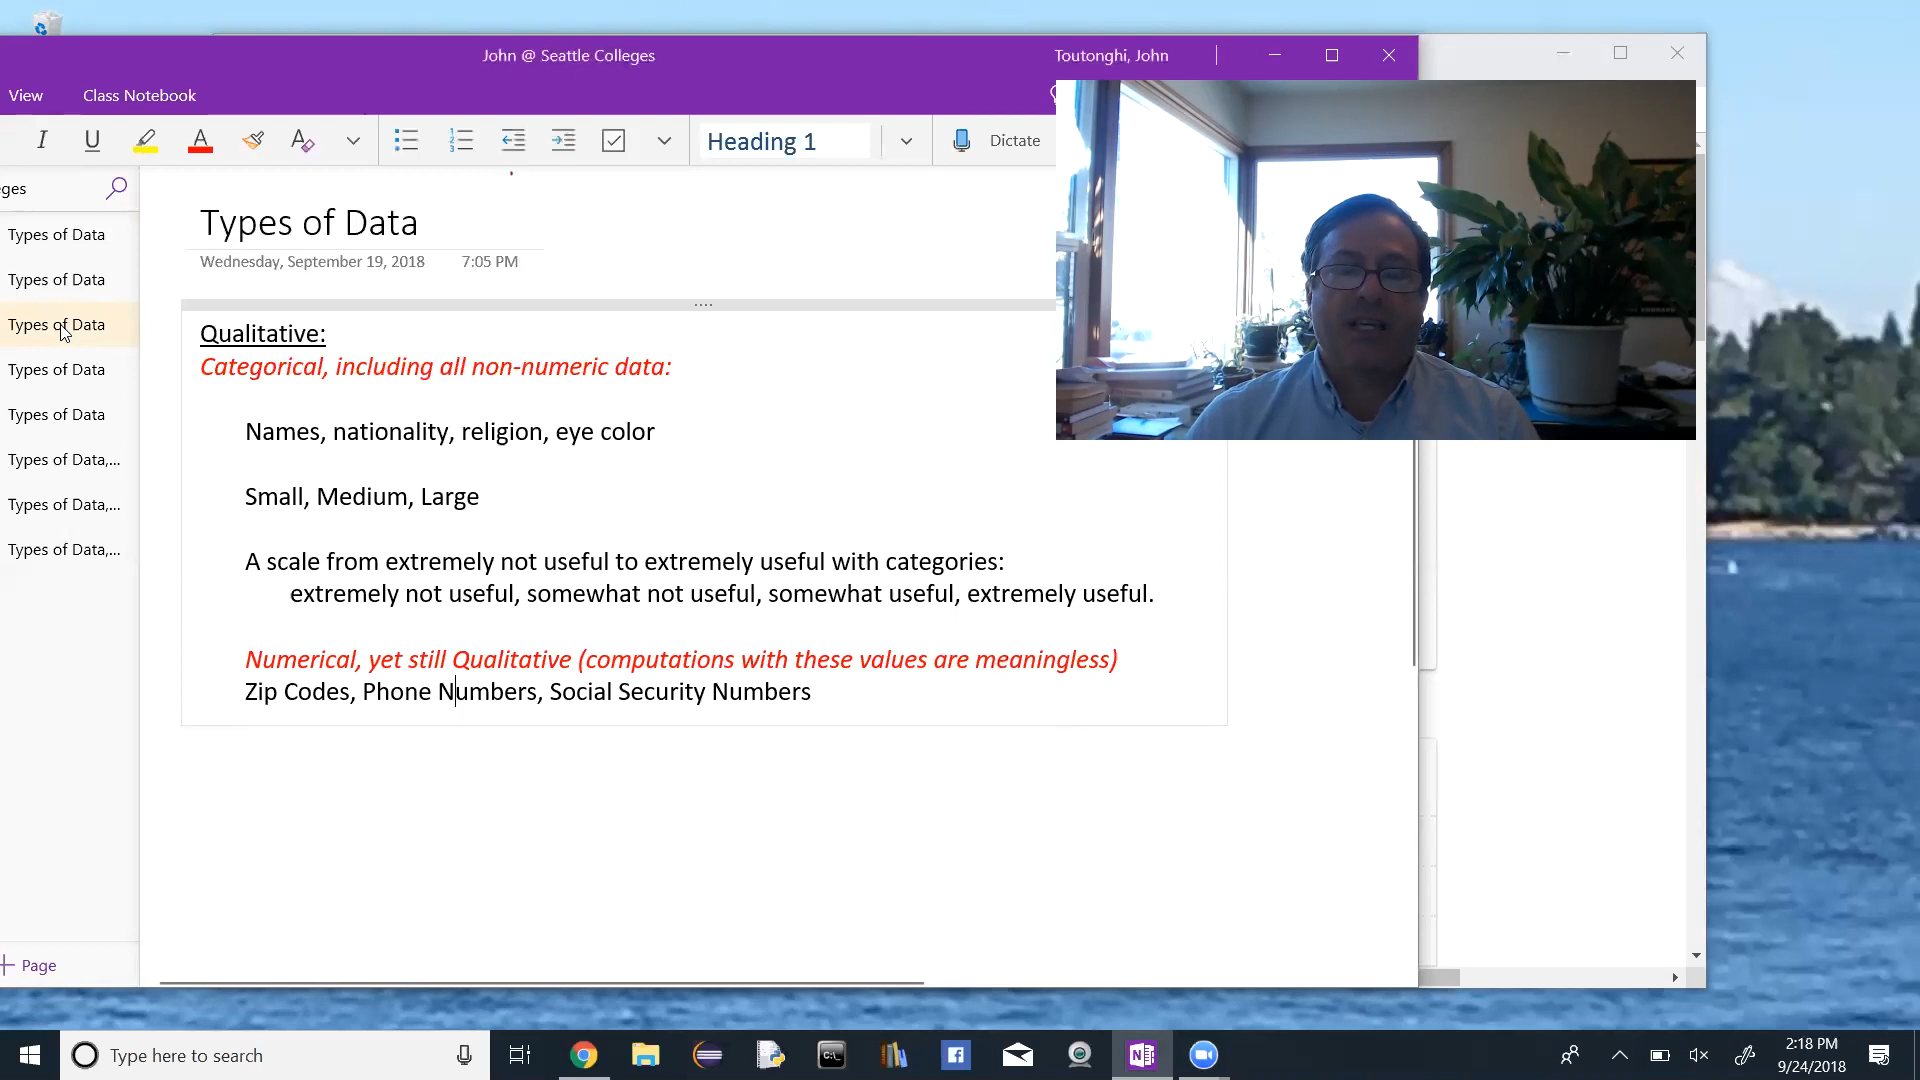 John @ Seattle Colleges
Toutonghi, John
View
Class Notebook
I
U
A
A
Heading 1
Dictate
ges
Types of Data
Types of Data
Types of Data
Types of Data
Types of Data
Types of Data,...
Types of Data,...
Types of Data,...
Page
Types of Data
Wednesday, September 19, 2018 7:05 PM
Qualitative:
Categorical, including all non-numeric data:
Names, nationality, religion, eye color
Small, Medium, Large
A scale from extremely not useful to extremely useful with categories:
extremely not useful, somewhat not useful, somewhat useful, extremely useful.
Numerical, yet still Qualitative (computations with these values are meaningless)
Zip Codes, Phone Numbers, Social Security Numbers
Type here to search
2:18 PM
9/24/2018